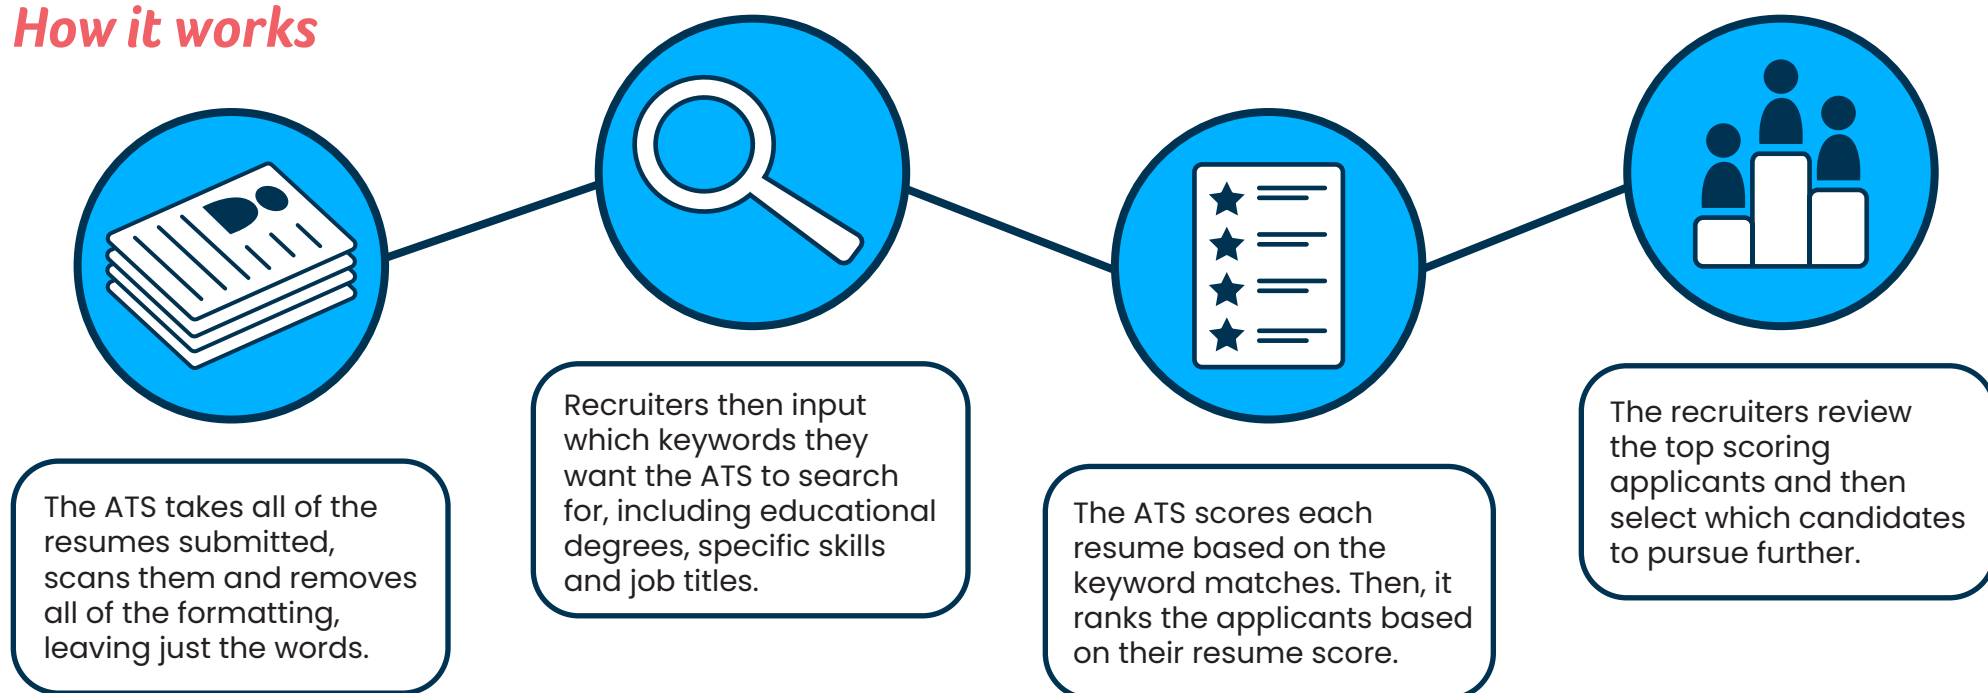 How it works
The ATS takes all of the
resumes submitted,
scans them and removes
all of the formatting,
leaving just the words.
Recruiters then input
which keywords they
want the ATS to search
for, including educational
degrees, specific skills
and job titles.
The ATS scores each
resume based on the
keyword matches. Then, it
ranks the applicants based
on their resume score.
The recruiters review
the top scoring
applicants and then
select which candidates
to pursue further.